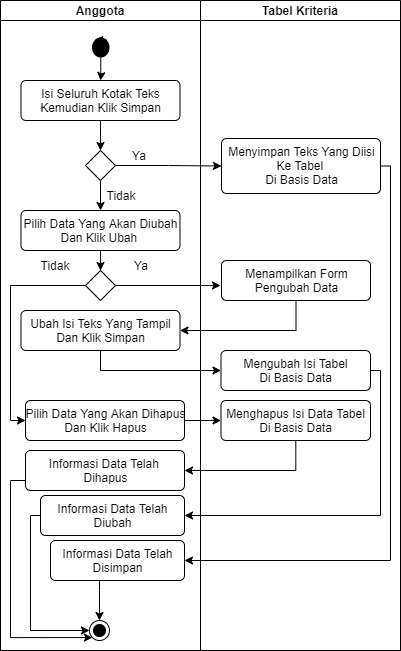 Anggota
Tabel Kriteria
Isi Seluruh Kotak Teks
Kemudian Klik Simpan
Ya
Menyimpan Teks Yang Diisi
Ke Tabel
Di Basis Data
Tidak
Pilih Data Yang Akan Diubah
Dan Klik Ubah
Tidak
Ya
Menampilkan Form
Pengubah Data
Ubah Isi Teks Yang Tampil
Dan Klik Simpan
Mengubah Isi Tabel
Di Basis Data
Pilih Data Yang Akan Dihapus
Dan Klik Hapus
Menghapus Isi Data Tabel
Di Basis Data
Informasi Data Telah
Dihapus
Informasi Data Telah
Diubah
Informasi Data Telah
Disimpan